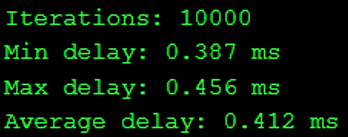 Iterations: 10000
Min delay: 0.387 ms
Max delay: 0.456 ms
Average delay: 0.412 ms